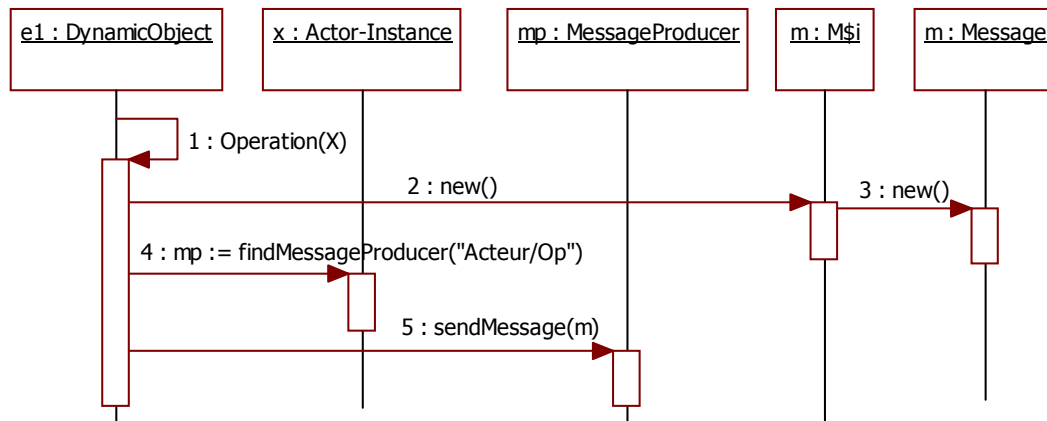 e1 : DynamicObject
x : Actor-Instance
mp : MessageProducer
m : M$i
m : Message
1 : Operation(X)
2 : new()
3 : new()
4 : mp := findMessageProducer("Acteur/Op")
5 : sendMessage(m)